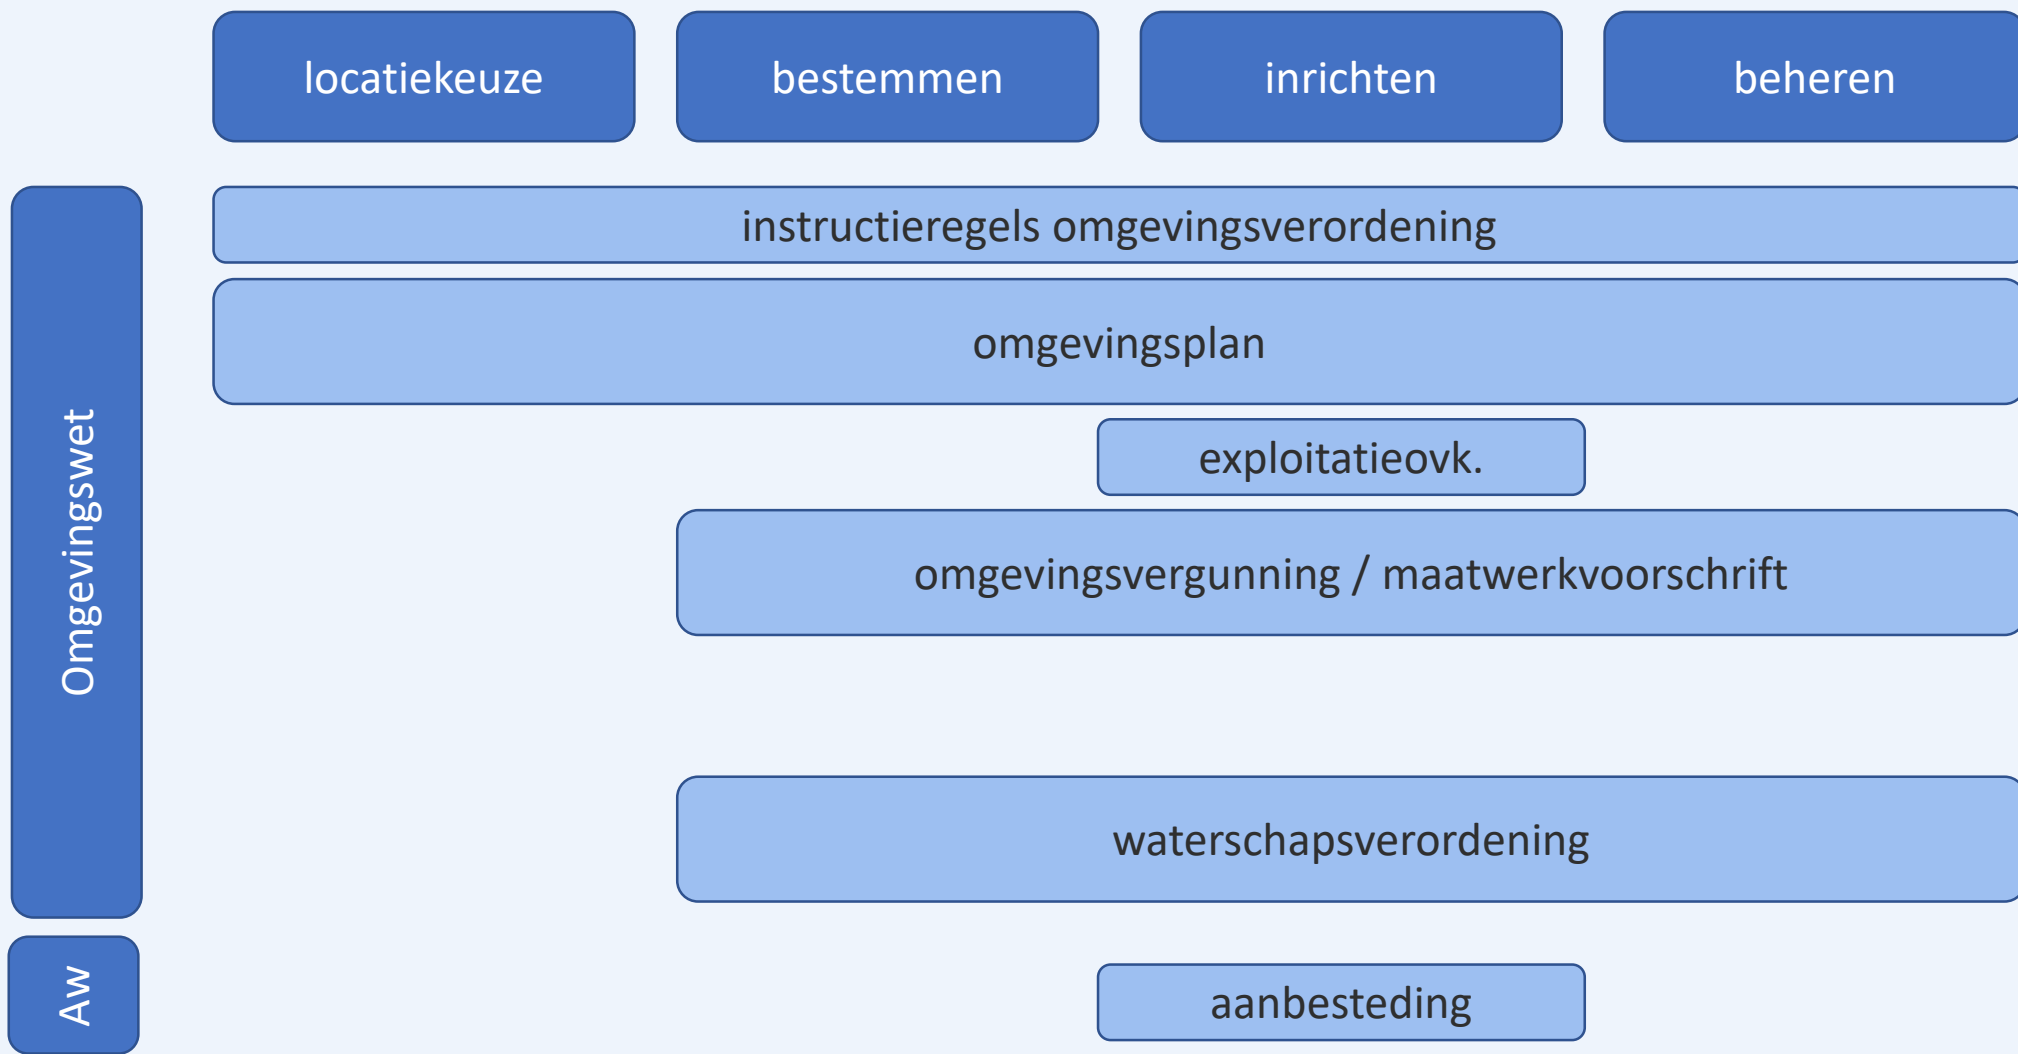 locatiekeuze
bestemmen
inrichten
beheren
Omgevingswet
instructieregels omgevingsverordening
omgevingsplan
exploitatieovk.
omgevingsvergunning / maatwerkvoorschrift
waterschapsverordening
Aw
aanbesteding